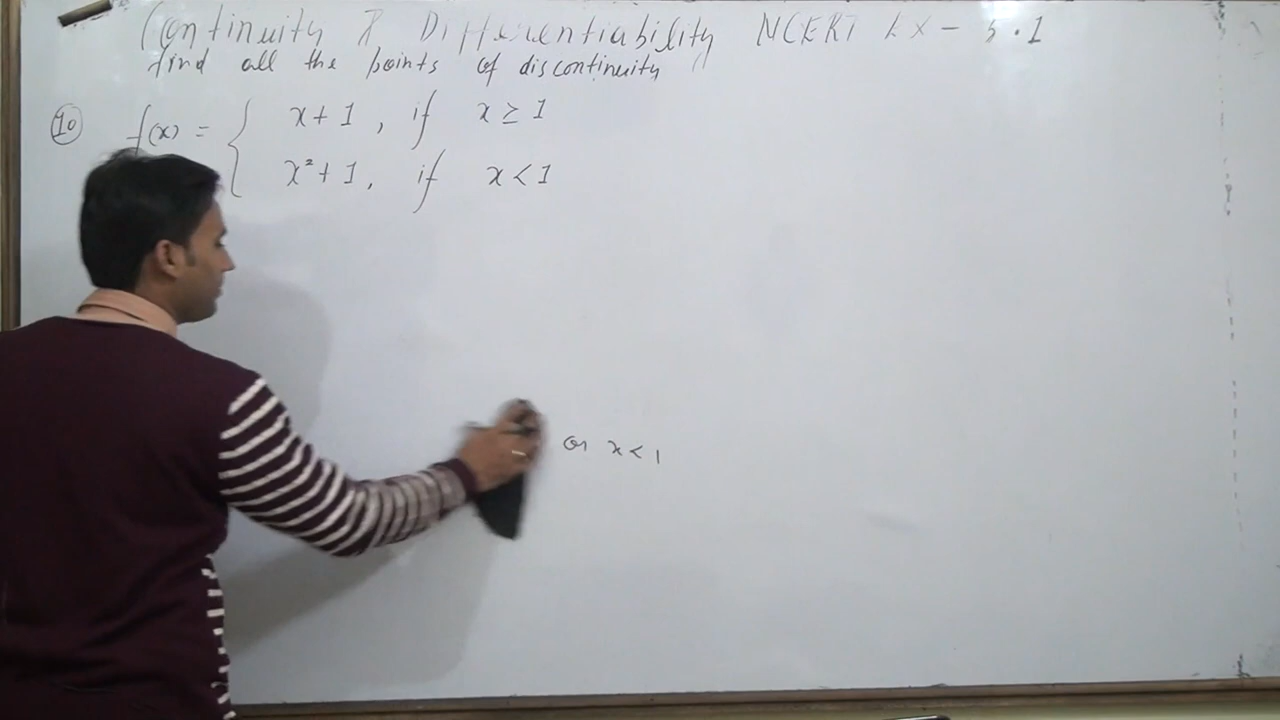 Continuity & Differentiability NCERT Ex - 5.1
find all the points of discontinuity
10 f(x) = { x + 1 , if x ≥ 1
x² + 1 , if x < 1
or x < 1